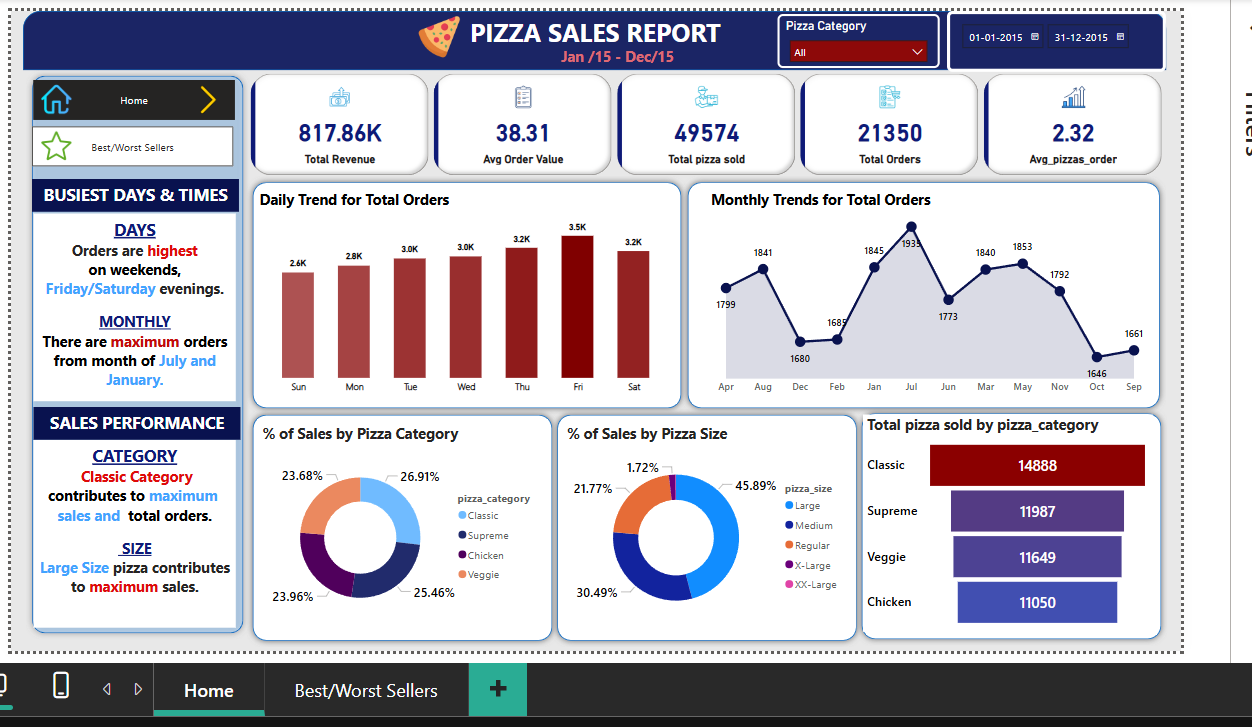 PIZZA SALES REPORT
Jan /15 - Dec/15
Pizza Category
All
01-01-2015
31-12-2015
Home
Best/Worst Sellers
817.86K
Total Revenue
38.31
Avg Order Value
49574
Total pizza sold
21350
Total Orders
2.32
Avg_pizzas_order
BUSIEST DAYS & TIMES
DAYS
Orders are highest
on weekends,
Friday/Saturday evenings.
MONTHLY
There are maximum orders
from month of July and
January.
SALES PERFORMANCE
CATEGORY
Classic Category
contributes to maximum
sales and total orders.
SIZE
Large Size pizza contributes
to maximum sales.
Daily Trend for Total Orders
2.6K
2.8K
3.0K
3.0K
3.2K
3.5K
3.2K
Sun
Mon
Tue
Wed
Thu
Fri
Sat
Monthly Trends for Total Orders
1799
1841
1680
1685
1845
1935
1773
1840
1853
1792
1646
1661
Apr
Aug
Dec
Feb
Jan
Jul
Jun
Mar
May
Nov
Oct
Sep
% of Sales by Pizza Category
23.68%
26.91%
23.96%
25.46%
pizza_category
Classic
Supreme
Chicken
Veggie
% of Sales by Pizza Size
1.72%
21.77%
45.89%
30.49%
pizza_size
Large
Medium
Regular
X-Large
XX-Large
Total pizza sold by pizza_category
Classic 14888
Supreme 11987
Veggie 11649
Chicken 11050
Home
Best/Worst Sellers